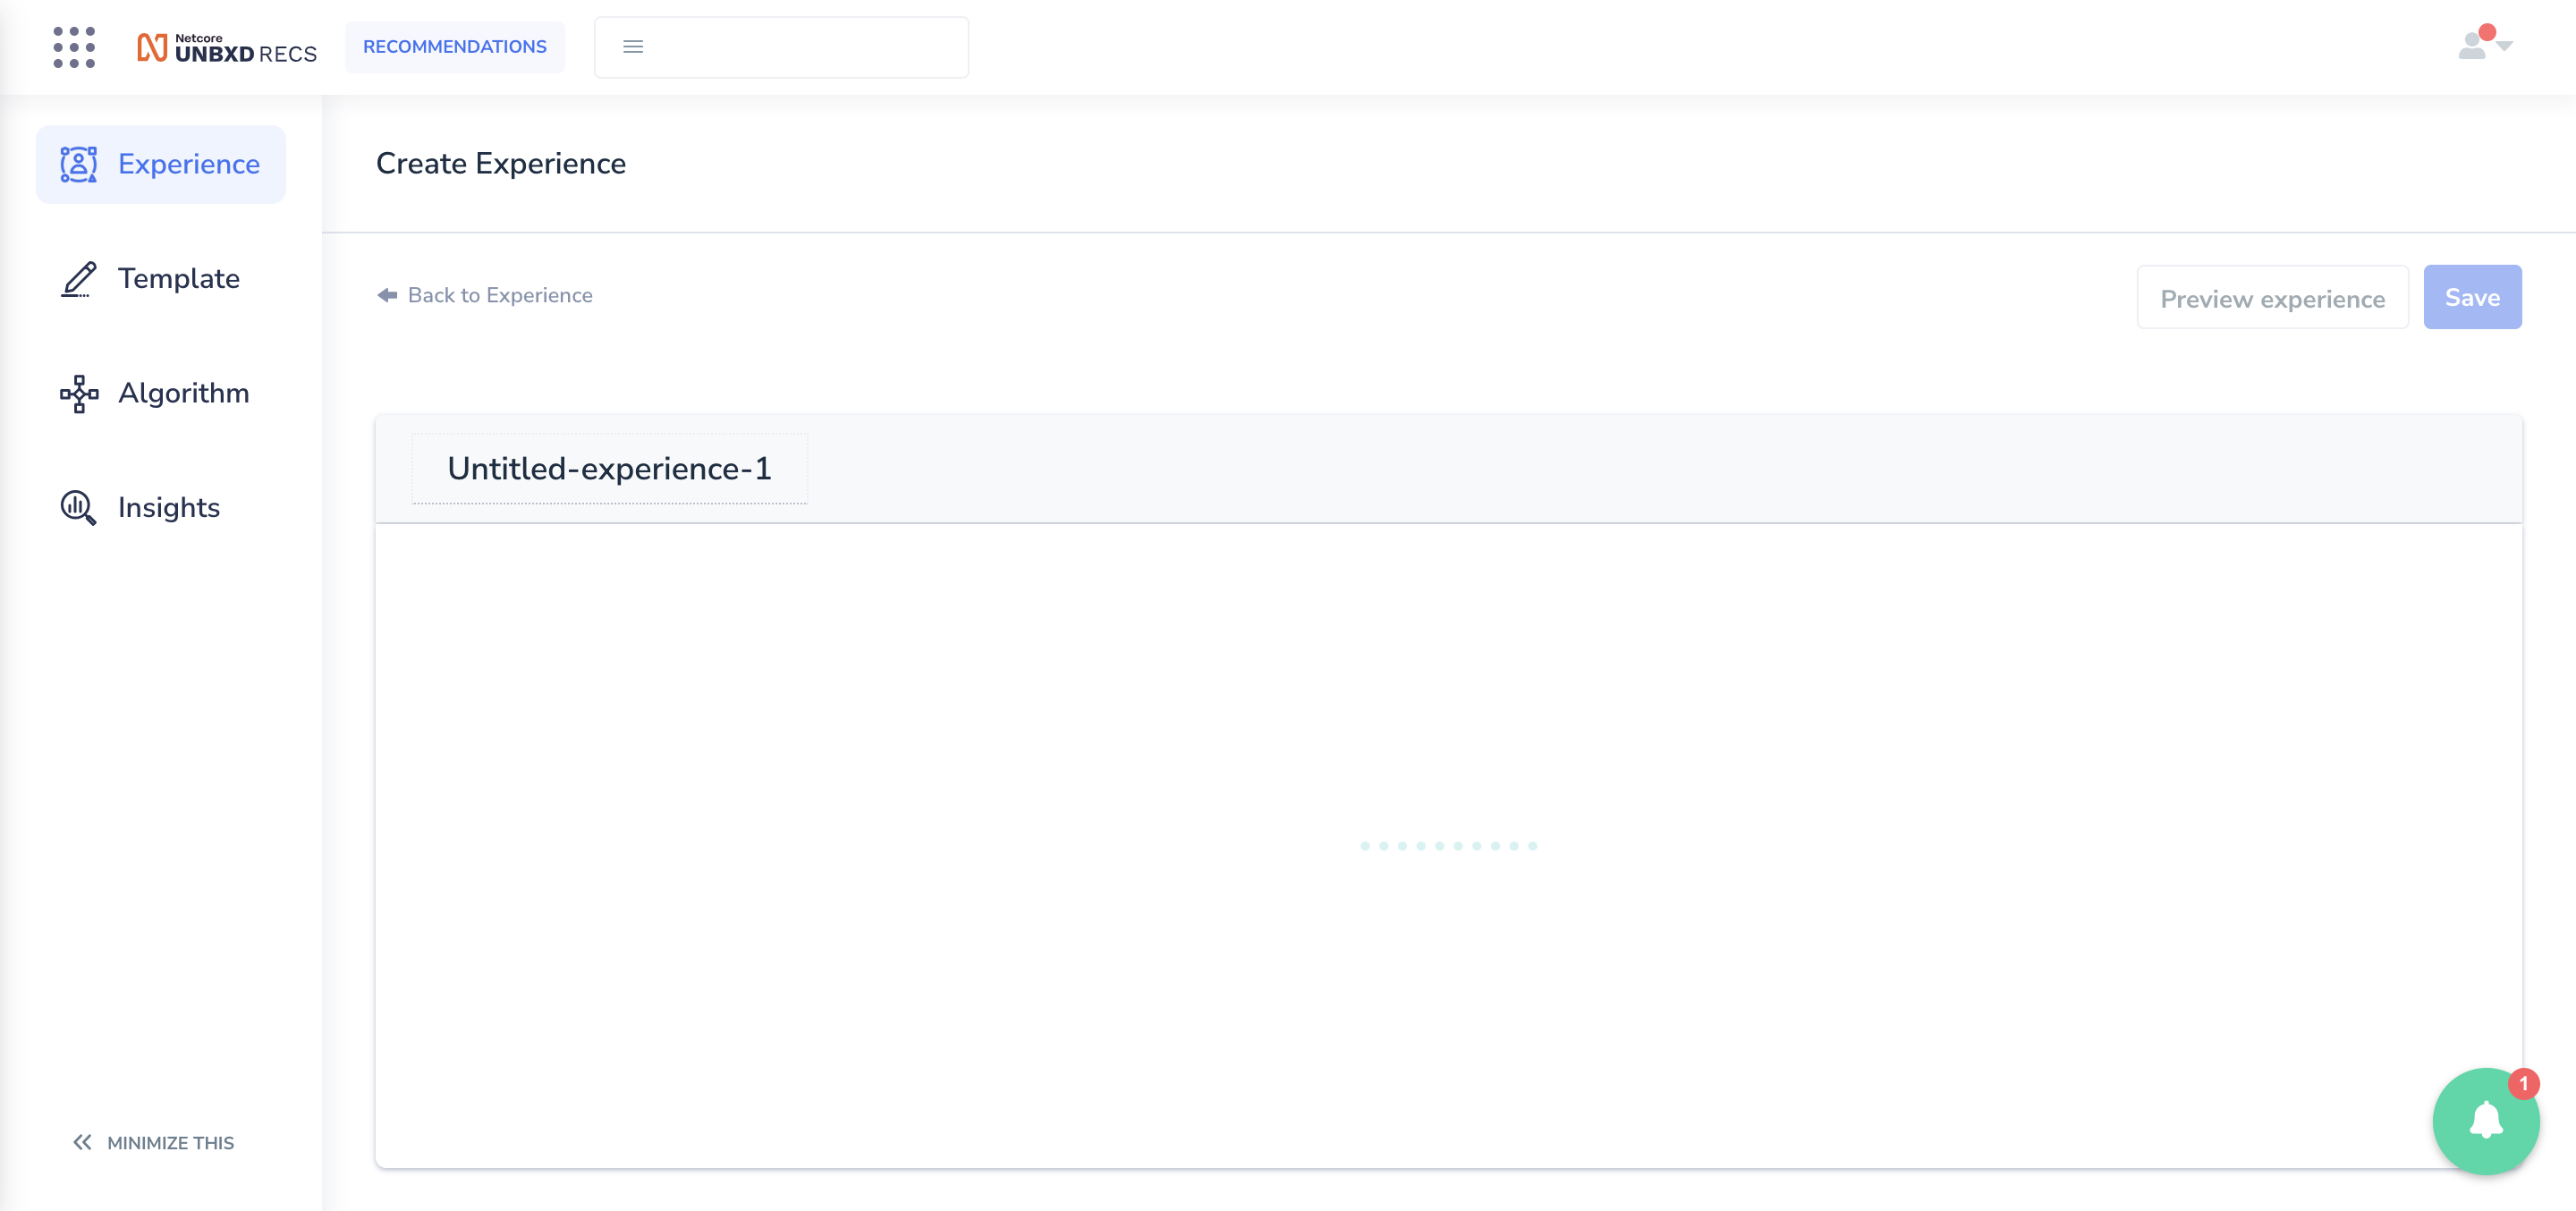 Netcore
UNBXD RECS
RECOMMENDATIONS
Experience
Template
Algorithm
Insights
MINIMIZE THIS
Create Experience
Back to Experience
Preview experience
Save
Untitled-experience-1
1